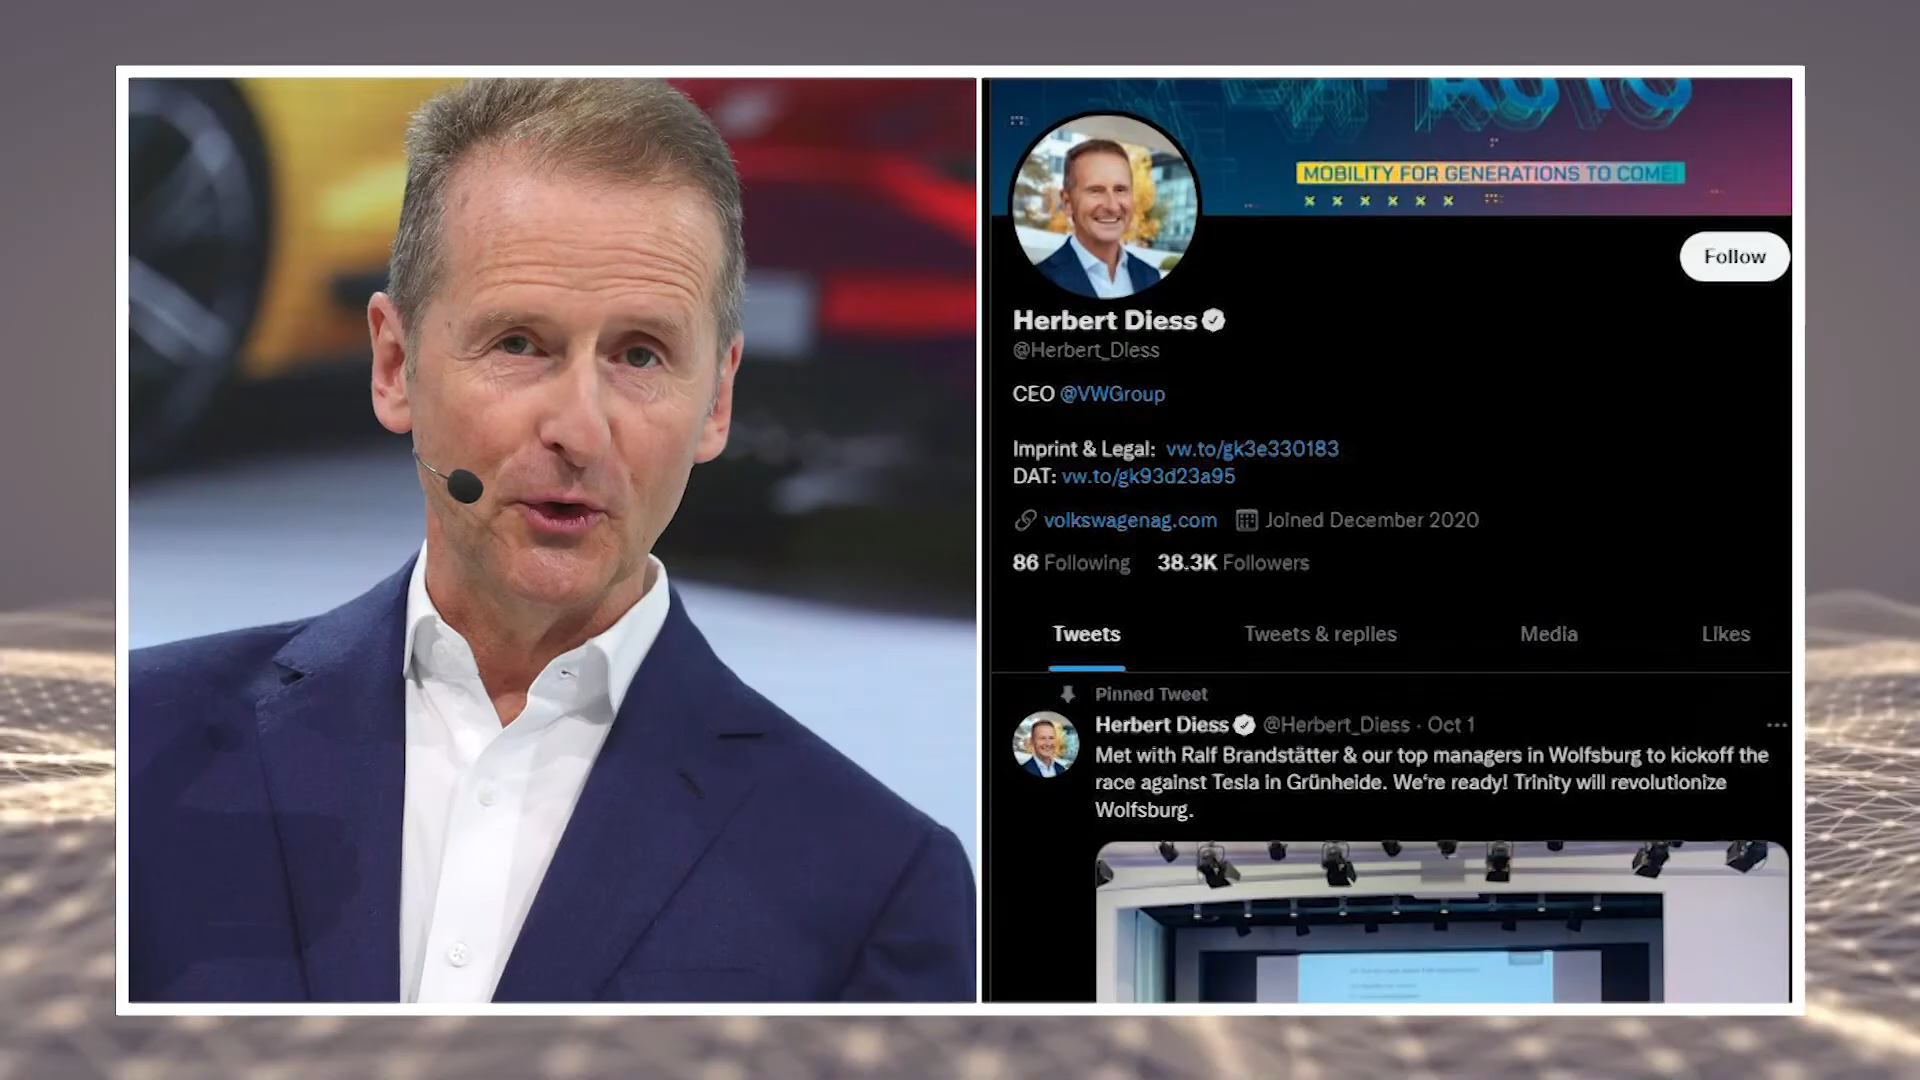 AUTO
MOBILITY FOR GENERATIONS TO COME!
Follow
Herbert Diess
@Herbert_Diess
CEO @VWGroup
Imprint & Legal: vw.to/gk3e330183
DAT: vw.to/gk93d23a95
volkswagenag.com Joined December 2020
86 Following 38.3K Followers
Tweets Tweets & replies Media Likes
Pinned Tweet
Herbert Diess @Herbert_Diess · Oct 1 ···
Met with Ralf Brandstätter & our top managers in Wolfsburg to kickoff the
race against Tesla in Grünheide. We're ready! Trinity will revolutionize
Wolfsburg.